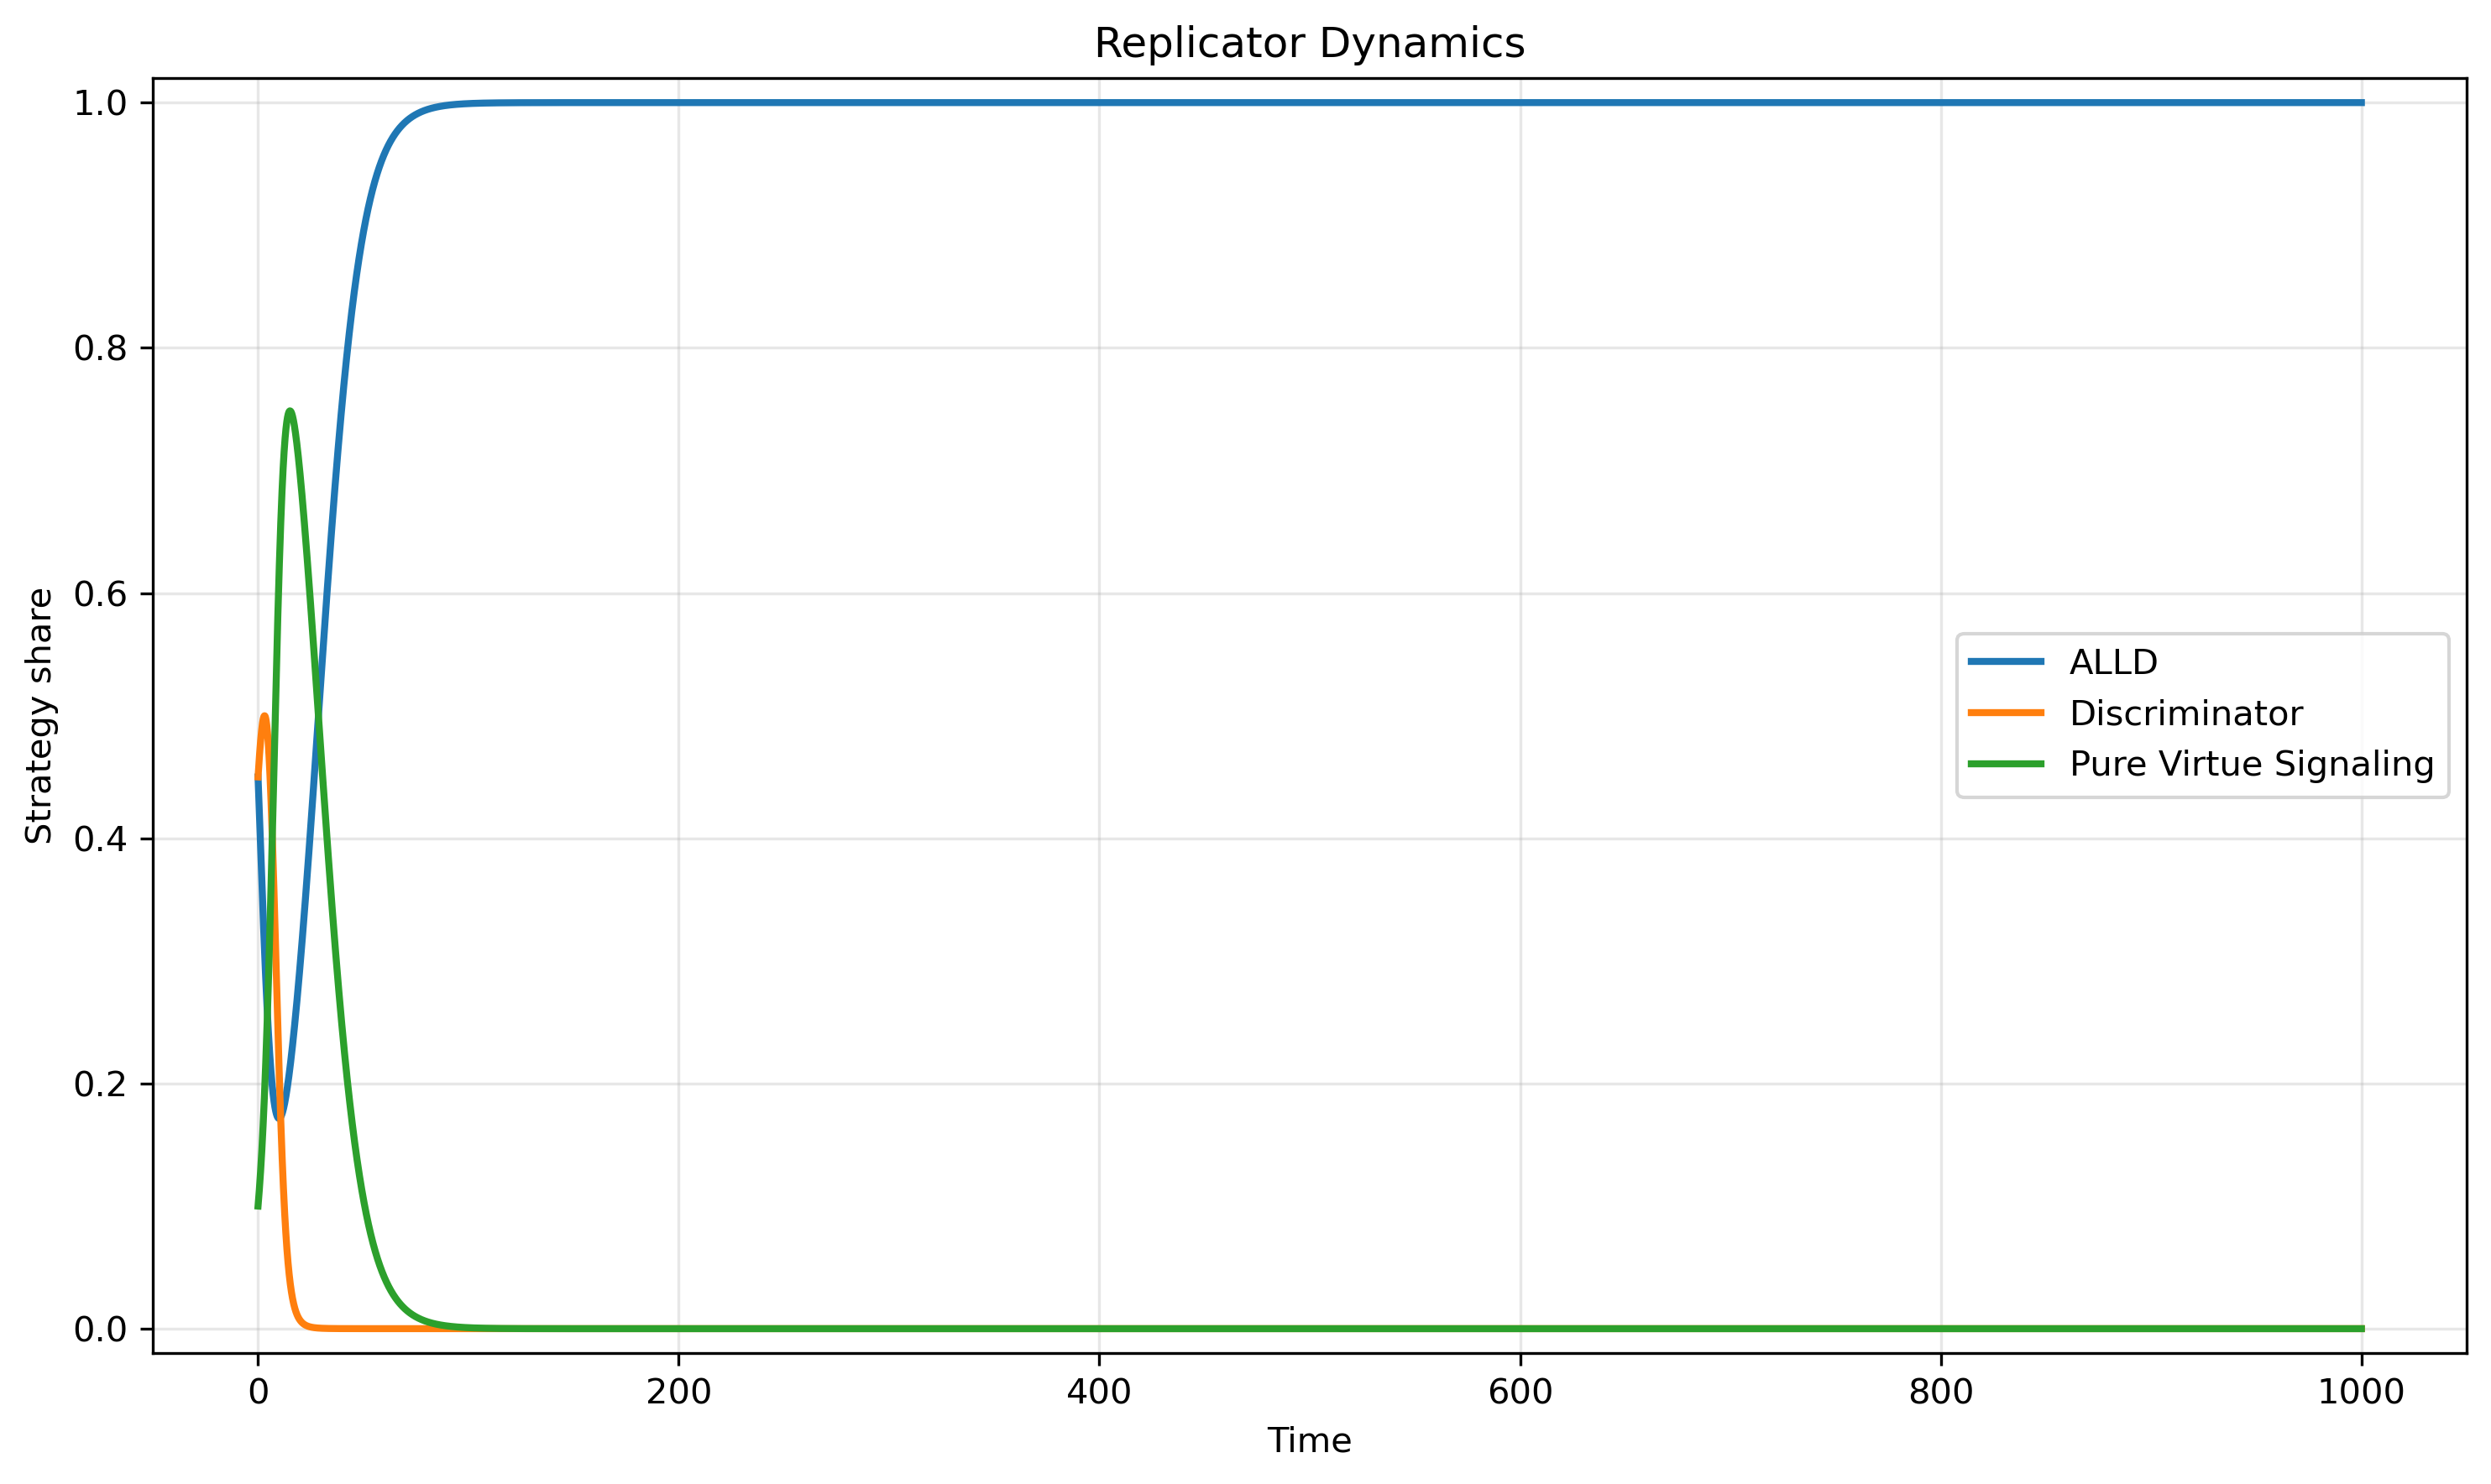 Replicator Dynamics
Strategy share
1.0
0.8
0.6
0.4
0.2
0.0
ALLD
Discriminator
Pure Virtue Signaling
0 200 400 600 800 1000
Time